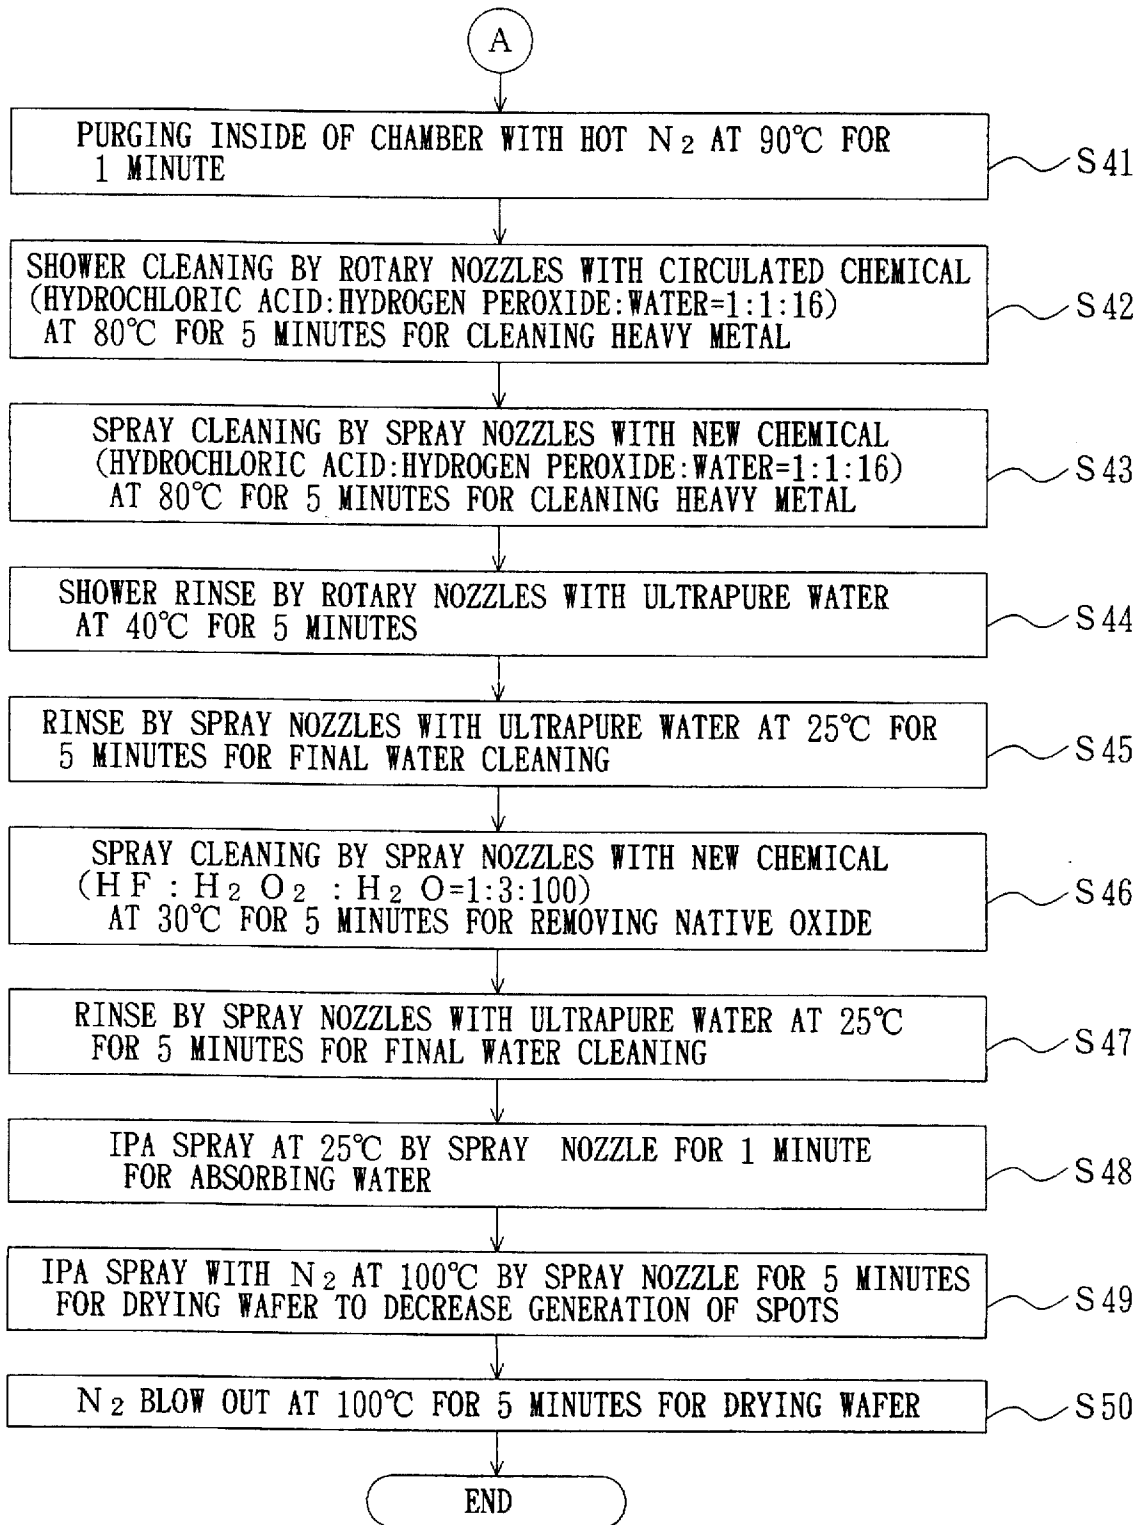 A
PURGING INSIDE OF CHAMBER WITH HOT N₂ AT 90℃ FOR
1 MINUTE
S41
SHOWER CLEANING BY ROTARY NOZZLES WITH CIRCULATED CHEMICAL
(HYDROCHLORIC ACID:HYDROGEN PEROXIDE:WATER=1:1:16)
AT 80℃ FOR 5 MINUTES FOR CLEANING HEAVY METAL
S42
SPRAY CLEANING BY SPRAY NOZZLES WITH NEW CHEMICAL
(HYDROCHLORIC ACID:HYDROGEN PEROXIDE:WATER=1:1:16)
AT 80℃ FOR 5 MINUTES FOR CLEANING HEAVY METAL
S43
SHOWER RINSE BY ROTARY NOZZLES WITH ULTRAPURE WATER
AT 40℃ FOR 5 MINUTES
S44
RINSE BY SPRAY NOZZLES WITH ULTRAPURE WATER AT 25℃ FOR
5 MINUTES FOR FINAL WATER CLEANING
S45
SPRAY CLEANING BY SPRAY NOZZLES WITH NEW CHEMICAL
(HF : H₂O₂ : H₂O=1:3:100)
AT 30℃ FOR 5 MINUTES FOR REMOVING NATIVE OXIDE
S46
RINSE BY SPRAY NOZZLES WITH ULTRAPURE WATER AT 25℃
FOR 5 MINUTES FOR FINAL WATER CLEANING
S47
IPA SPRAY AT 25℃ BY SPRAY NOZZLE FOR 1 MINUTE
FOR ABSORBING WATER
S48
IPA SPRAY WITH N₂ AT 100℃ BY SPRAY NOZZLE FOR 5 MINUTES
FOR DRYING WAFER TO DECREASE GENERATION OF SPOTS
S49
N₂ BLOW OUT AT 100℃ FOR 5 MINUTES FOR DRYING WAFER
S50
END